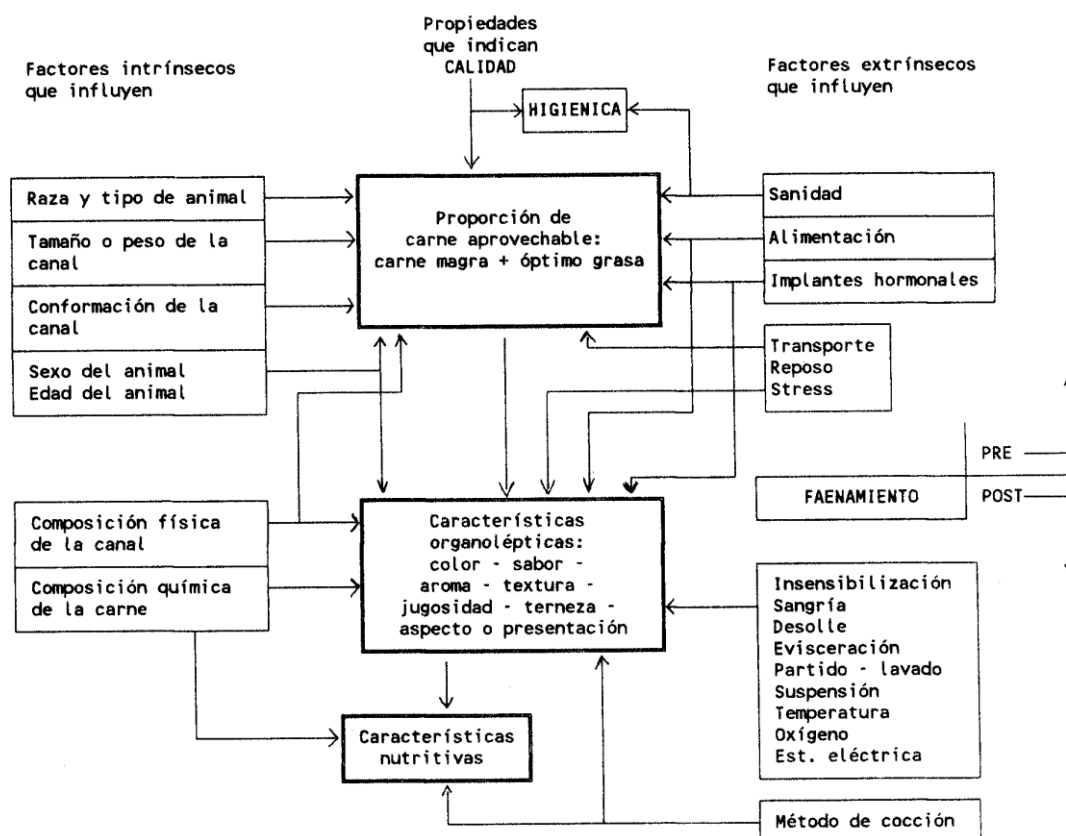 Propiedades
que indican
CALIDAD
Factores intrínsecos
que influyen
Factores extrínsecos
que influyen
HIGIENICA
Raza y tipo de animal
Tamaño o peso de la
canal
Conformación de la
canal
Sexo del animal
Edad del animal
Proporción de
carne aprovechable:
carne magra + óptimo grasa
Sanidad
Alimentación
Implantes hormonales
Transporte
Reposo
Stress
PRE
FAENAMIENTO
POST
Composición física
de la canal
Composición química
de la carne
Características
organolépticas:
color - sabor -
aroma - textura -
jugosidad - terneza -
aspecto o presentación
Insensibilización
Sangría
Desolle
Evisceración
Partido - lavado
Suspensión
Temperatura
Oxígeno
Est. eléctrica
Características
nutritivas
Método de cocción